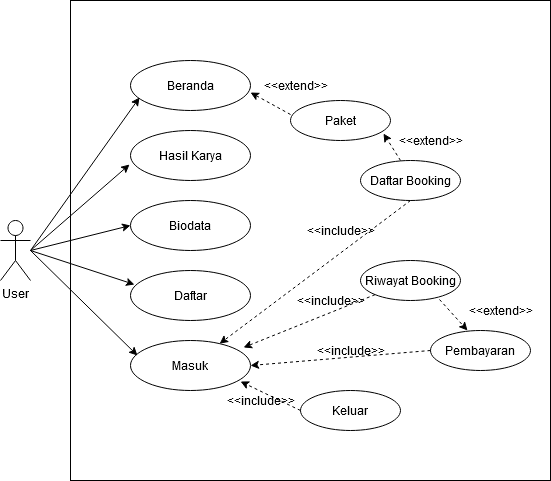 Beranda
<<extend>>
Paket
<<extend>>
Hasil Karya
Daftar Booking
Biodata
<<include>>
User
Daftar
Riwayat Booking
<<include>>
<<extend>>
Masuk
<<include>>
Pembayaran
<<include>>
Keluar